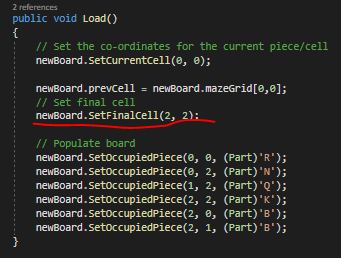 2 references
public void Load()
{
// Set the co-ordinates for the current piece/cell
newBoard.SetCurrentCell(0, 0);
newBoard.prevCell = newBoard.mazeGrid[0,0];
// Set final cell
newBoard.SetFinalCell(2, 2);
// Populate board
newBoard.SetOccupiedPiece(0, 0, (Part)'R');
newBoard.SetOccupiedPiece(0, 2, (Part)'N');
newBoard.SetOccupiedPiece(1, 2, (Part)'Q');
newBoard.SetOccupiedPiece(2, 2, (Part)'K');
newBoard.SetOccupiedPiece(2, 0, (Part)'B');
newBoard.SetOccupiedPiece(2, 1, (Part)'B');
}